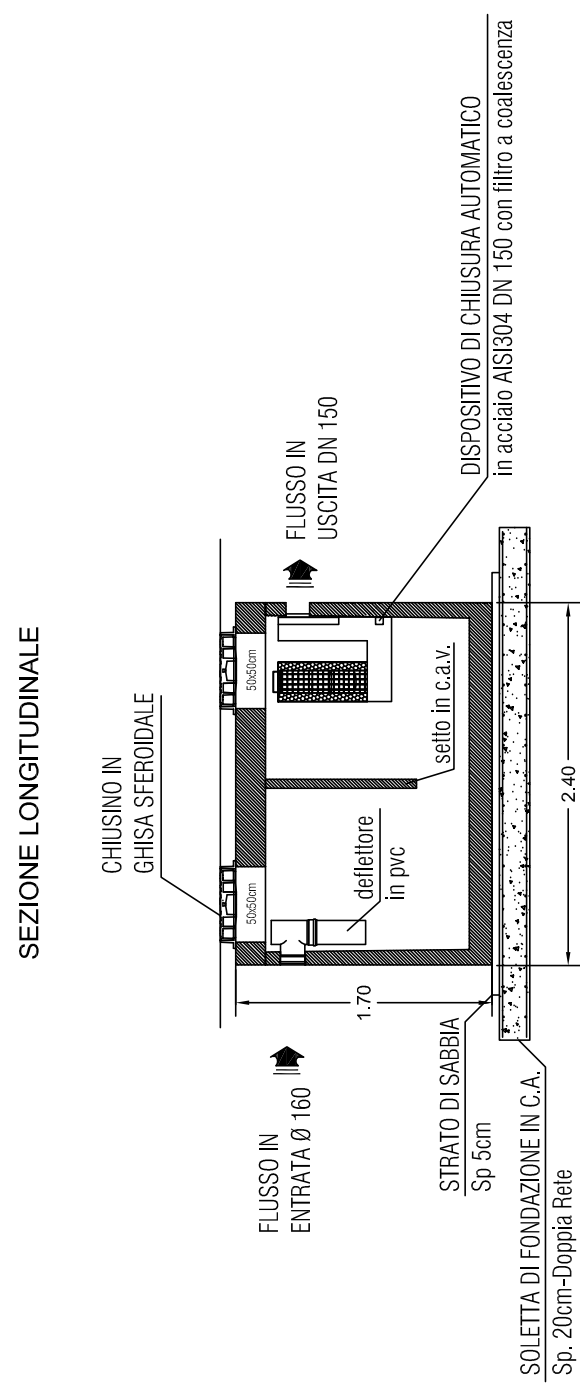 SEZIONE LONGITUDINALE
CHIUSINO IN
GHISA SFEROIDALE
FLUSSO IN
ENTRATA Ø 160
FLUSSO IN
USCITA DN 150
50x50cm
50x50cm
deflettore
in pvc
setto in c.a.v.
1.70
DISPOSITIVO DI CHIUSURA AUTOMATICO
in acciaio AISI304 DN 150 con filtro a coalescenza
STRATO DI SABBIA
Sp 5cm
SOLETTA DI FONDAZIONE IN C.A.
Sp. 20cm-Doppia Rete
2.40